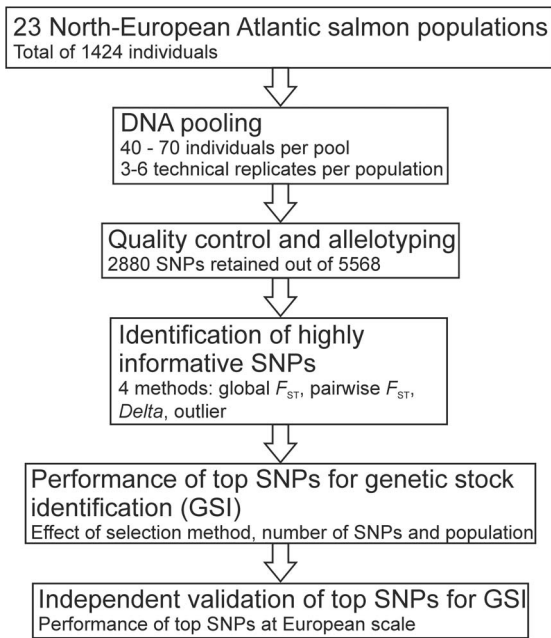 23 North-European Atlantic salmon populations
Total of 1424 individuals
DNA pooling
40 - 70 individuals per pool
3-6 technical replicates per population
Quality control and allelotyping
2880 SNPs retained out of 5568
Identification of highly
informative SNPs
4 methods: global FST, pairwise FST,
Delta, outlier
Performance of top SNPs for genetic stock
identification (GSI)
Effect of selection method, number of SNPs and population
Independent validation of top SNPs for GSI
Performance of top SNPs at European scale